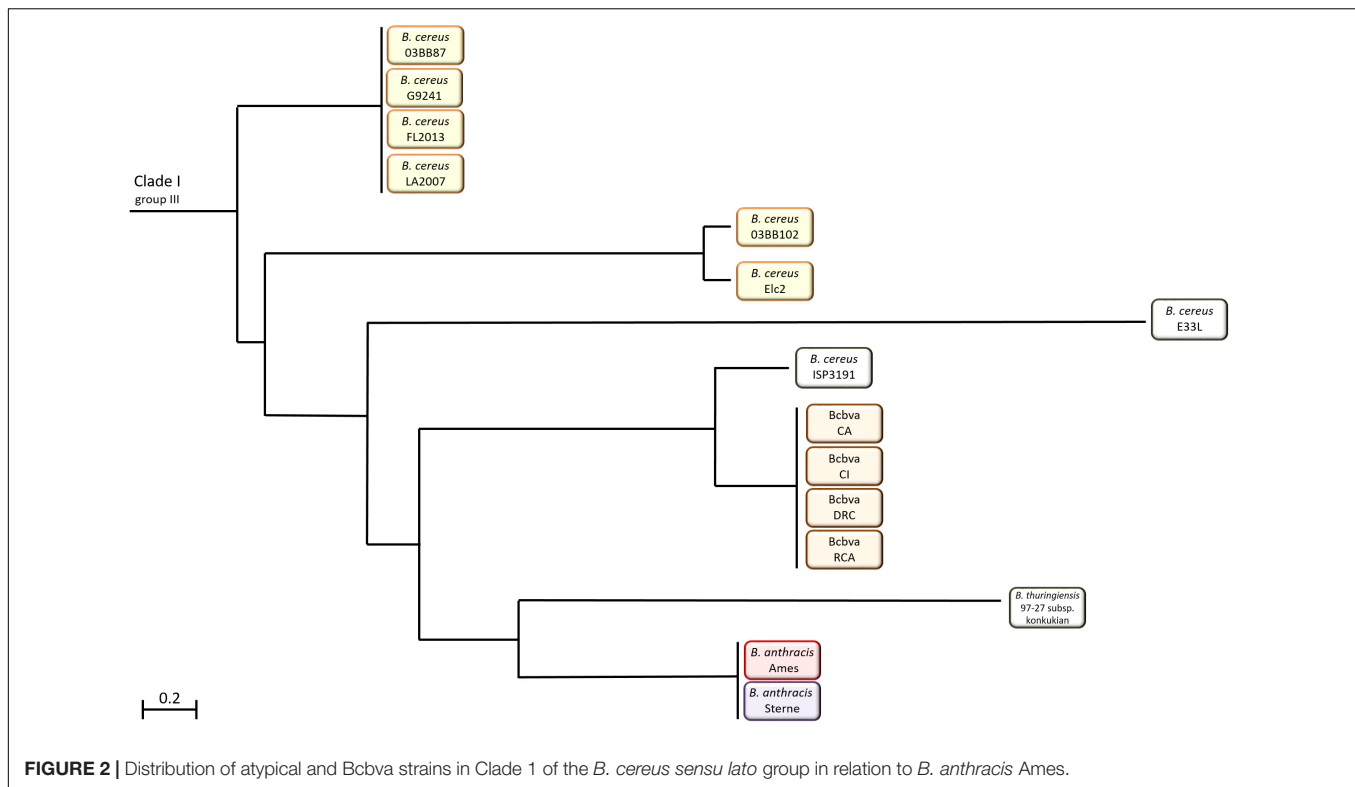 B. cereus
03BB87
B. cereus
G9241
B. cereus
FL2013
B. cereus
LA2007
Clade I
group III
B. cereus
03BB102
B. cereus
Elc2
B. cereus
E33L
B. cereus
ISP3191
Bcbva
CA
Bcbva
CI
Bcbva
DRC
Bcbva
RCA
B. thuringiensis
97-27 subsp.
konkukian
B. anthracis
Ames
B. anthracis
Sterne
0.2
FIGURE 2 | Distribution of atypical and Bcbva strains in Clade 1 of the B. cereus sensu lato group in relation to B. anthracis Ames.